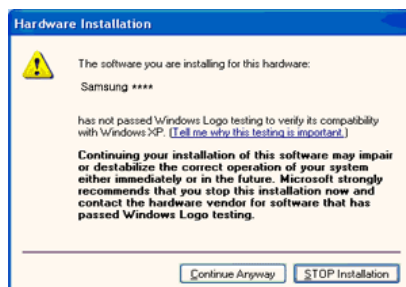 Hardware Installation
The software you are installing for this hardware:
Samsung ****
has not passed Windows Logo testing to verify its compatibility
with Windows XP. (Tell me why this testing is important.)
Continuing your installation of this software may impair
or destabilize the correct operation of your system
either immediately or in the future. Microsoft strongly
recommends that you stop this installation now and
contact the hardware vendor for software that has
passed Windows Logo testing.
Continue Anyway
STOP Installation